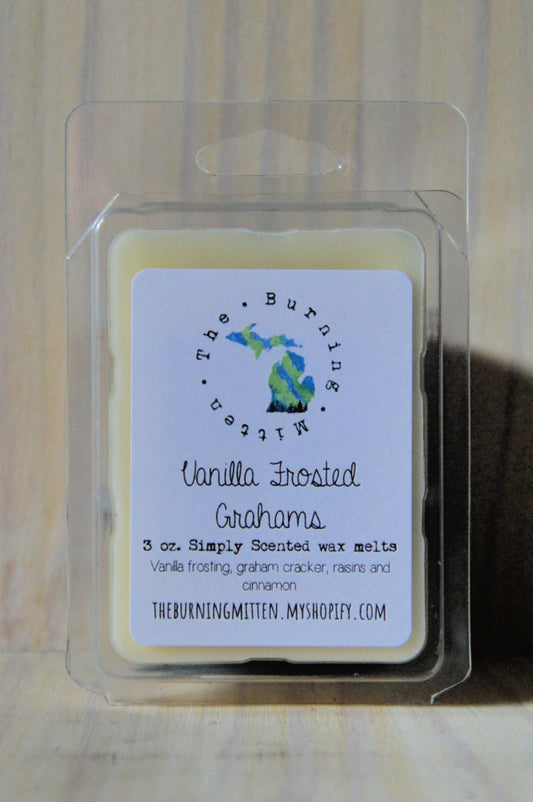 The • Burning • Mitten •
Vanilla Frosted
Grahams
3 oz. Simply Scented wax melts
Vanilla frosting, graham cracker, raisins and
cinnamon
THEBURNINGMITTEN.MYSHOPIFY.COM